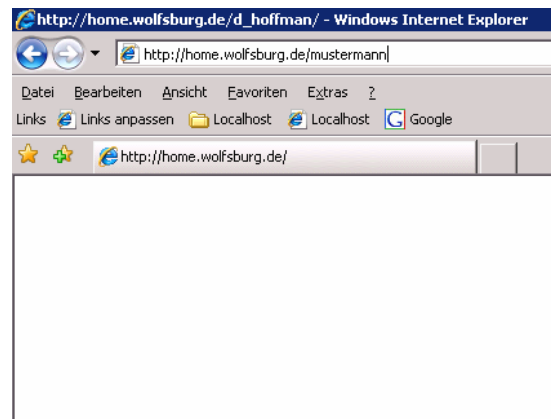 http://home.wolfsburg.de/d_hoffman/ - Windows Internet Explorer
http://home.wolfsburg.de/mustermann
Datei Bearbeiten Ansicht Favoriten Extras ?
Links Links anpassen Localhost Localhost Google
http://home.wolfsburg.de/